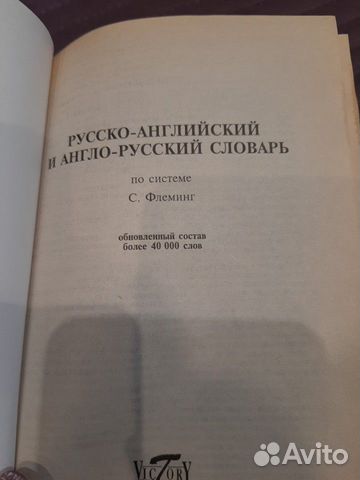 РУССКО-АНГЛИЙСКИЙ
И АНГЛО-РУССКИЙ СЛОВАРЬ
по системе
С. Флеминг
обновленный состав
более 40 000 слов
VICTORY
Avito